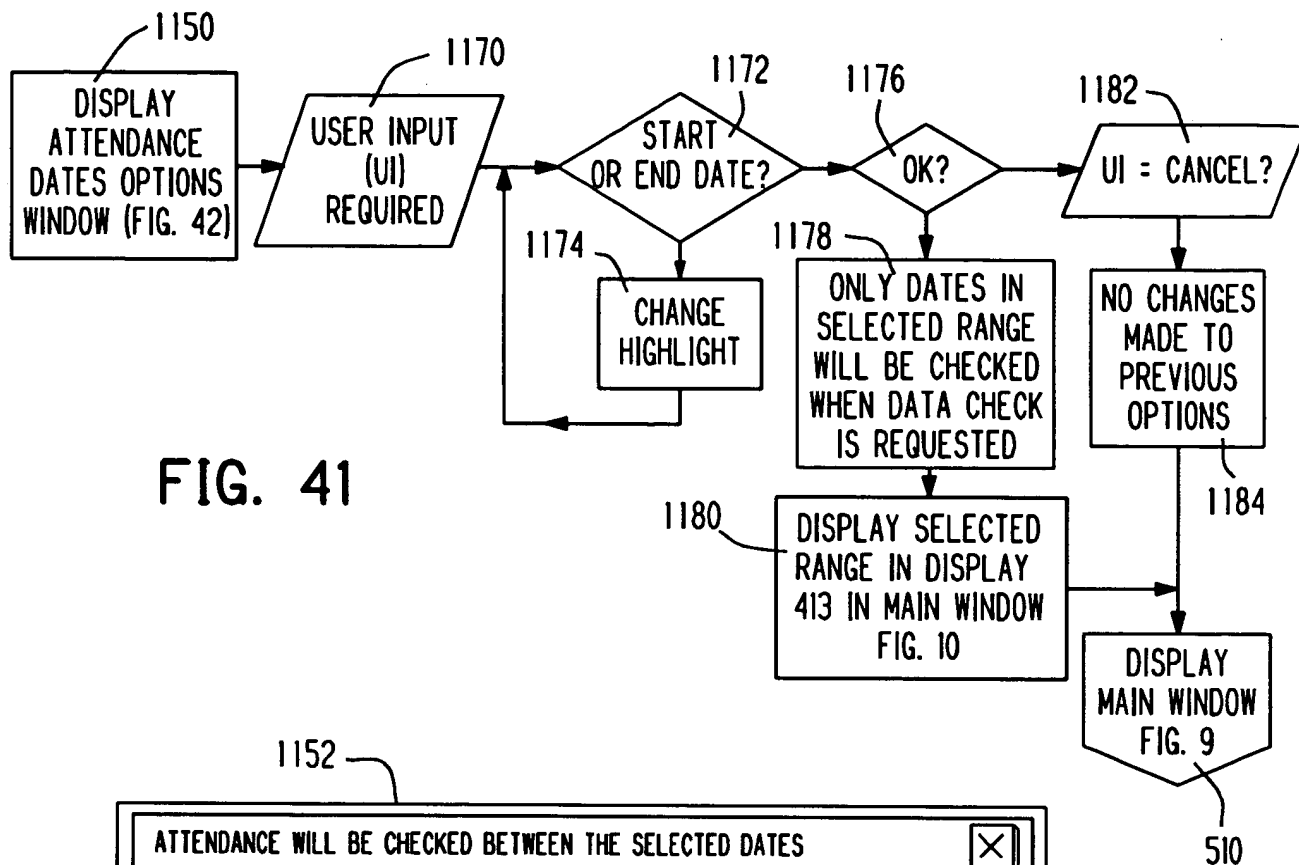 1150
DISPLAY
ATTENDANCE
DATES OPTIONS
WINDOW (FIG. 42)
1170
USER INPUT
(UI)
REQUIRED
1172
START
OR END DATE?
1174
CHANGE
HIGHLIGHT
1176
OK?
1178
ONLY DATES IN
SELECTED RANGE
WILL BE CHECKED
WHEN DATA CHECK
IS REQUESTED
1180
DISPLAY SELECTED
RANGE IN DISPLAY
413 IN MAIN WINDOW
FIG. 10
1182
UI = CANCEL?
NO CHANGES
MADE TO
PREVIOUS
OPTIONS
1184
DISPLAY
MAIN WINDOW
FIG. 9
510
FIG. 41
1152
ATTENDANCE WILL BE CHECKED BETWEEN THE SELECTED DATES